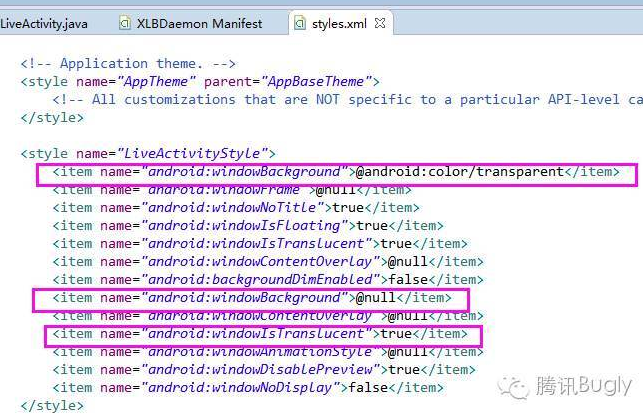 LiveActivity.java XLBDaemon Manifest styles.xml
<!-- Application theme. -->
<style name="AppTheme" parent="AppBaseTheme">
<!-- All customizations that are NOT specific to a particular API-level ca
</style>
<style name="LiveActivityStyle">
<item name="android:windowBackground">@android:color/transparent</item>
<item name="android:windowFrame">@null</item>
<item name="android:windowNoTitle">true</item>
<item name="android:windowIsFloating">true</item>
<item name="android:windowIsTranslucent">true</item>
<item name="android:windowContentOverlay">@null</item>
<item name="android:backgroundDimEnabled">false</item>
<item name="android:windowBackground">@null</item>
<item name="android:windowContentOverlay">@null</item>
<item name="android:windowIsTranslucent">true</item>
<item name="android:windowAnimationStyle">@null</item>
<item name="android:windowDisablePreview">true</item>
<item name="android:windowNoDisplay">false</item>
</style>
腾讯Bugly